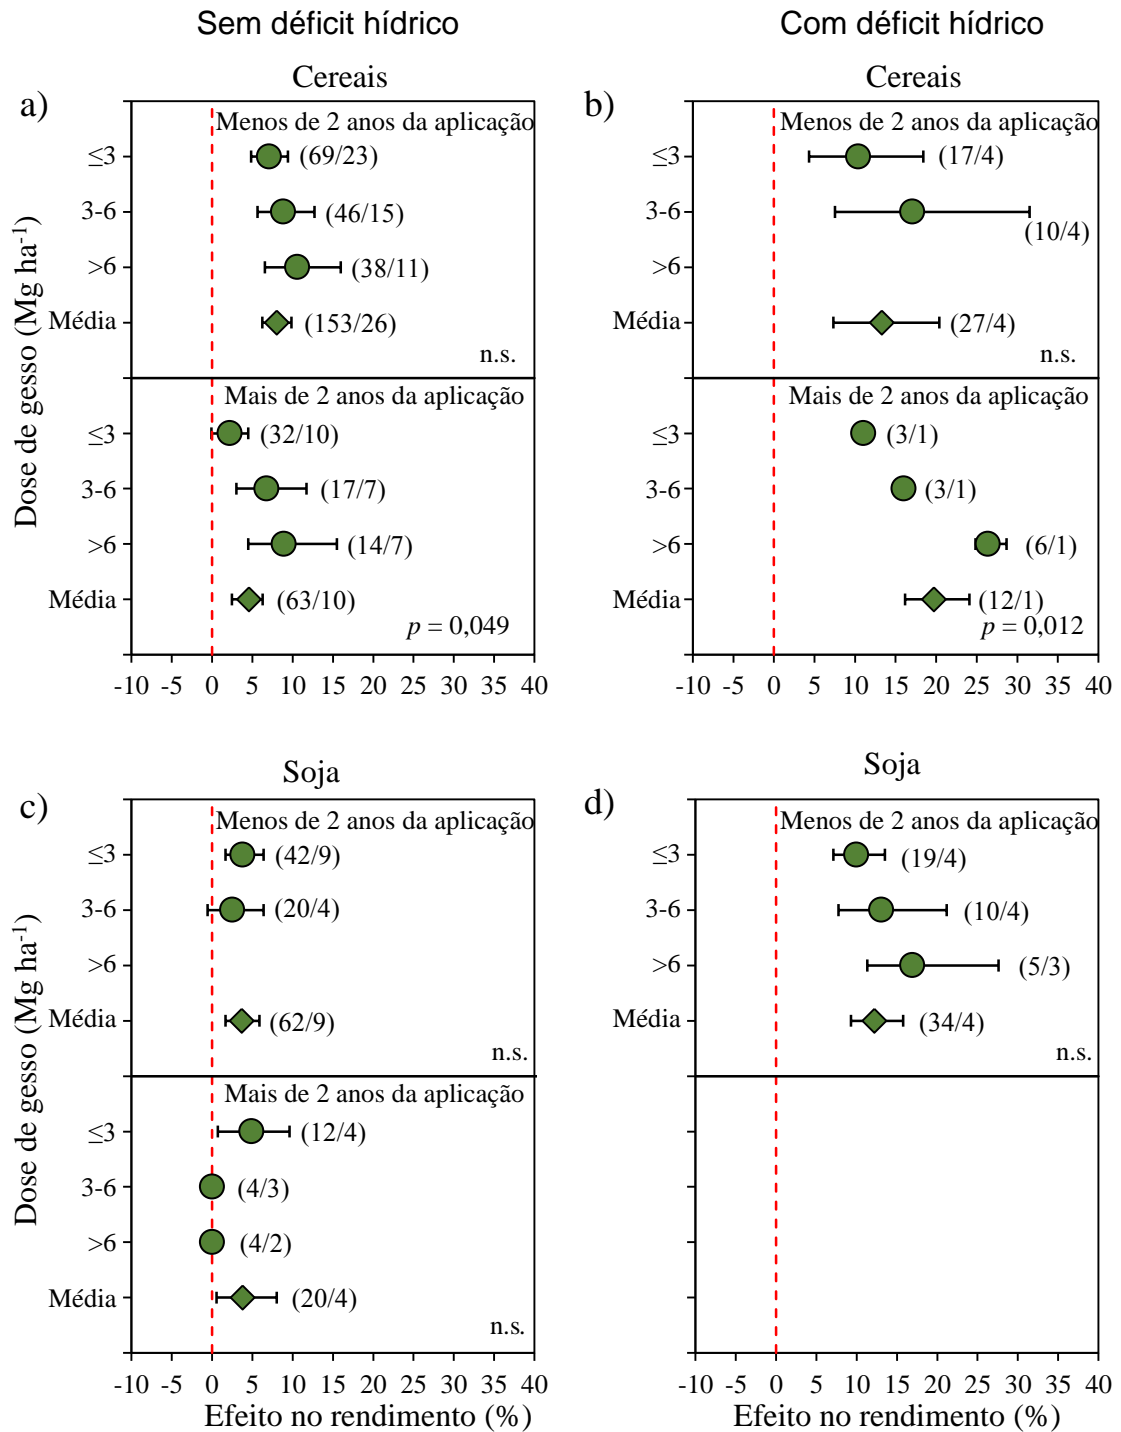 Sem déficit hídrico
Com déficit hídrico
Cereais
a)
Menos de 2 anos da aplicação
≤3
(69/23)
3-6
(46/15)
>6
(38/11)
Média
(153/26)
n.s.
Mais de 2 anos da aplicação
≤3
(32/10)
3-6
(17/7)
>6
(14/7)
Média
(63/10)
p = 0,049
-10 -5 0 5 10 15 20 25 30 35 40
Dose de gesso (Mg ha-1)
Cereais
b)
Menos de 2 anos da aplicação
≤3
(17/4)
3-6
(10/4)
>6
Média
(27/4)
n.s.
Mais de 2 anos da aplicação
≤3
(3/1)
3-6
(3/1)
>6
(6/1)
Média
(12/1)
p = 0,012
-10 -5 0 5 10 15 20 25 30 35 40
Soja
c)
Menos de 2 anos da aplicação
≤3
(42/9)
3-6
(20/4)
>6
Média
(62/9)
n.s.
Mais de 2 anos da aplicação
≤3
(12/4)
3-6
(4/3)
>6
(4/2)
Média
(20/4)
n.s.
-10 -5 0 5 10 15 20 25 30 35 40
Efeito no rendimento (%)
Dose de gesso (Mg ha-1)
Soja
d)
Menos de 2 anos da aplicação
≤3
(19/4)
3-6
(10/4)
>6
(5/3)
Média
(34/4)
n.s.
-10 -5 0 5 10 15 20 25 30 35 40
Efeito no rendimento (%)